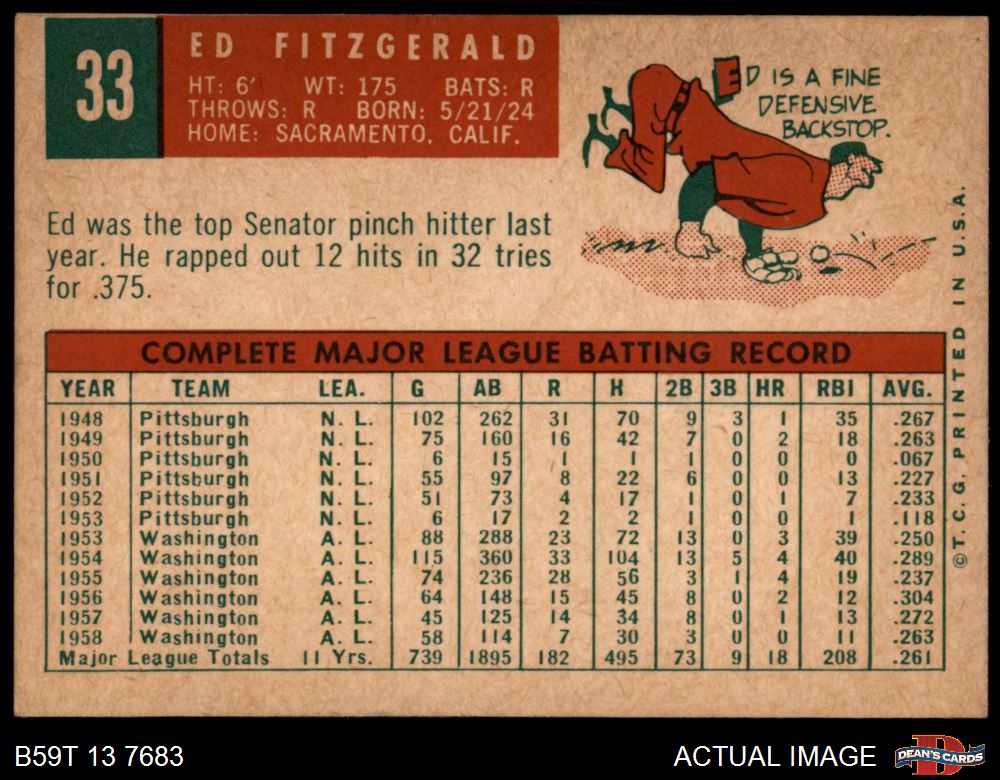 33
ED FITZGERALD
HT: 6' WT: 175 BATS: R
THROWS: R BORN: 5/21/24
HOME: SACRAMENTO, CALIF.
ED IS A FINE
DEFENSIVE
BACKSTOP.
Ed was the top Senator pinch hitter last
year. He rapped out 12 hits in 32 tries
for .375.
COMPLETE MAJOR LEAGUE BATTING RECORD
YEAR TEAM LEA. G AB R H 2B 3B HR RBI AVG.
1948 Pittsburgh N. L. 102 262 31 70 9 3 1 35 .267
1949 Pittsburgh N. L. 75 160 16 42 7 0 2 18 .263
1950 Pittsburgh N. L. 6 15 1 1 1 0 0 0 .067
1951 Pittsburgh N. L. 55 97 8 22 6 0 0 13 .227
1952 Pittsburgh N. L. 51 73 4 17 1 0 1 7 .233
1953 Pittsburgh N. L. 6 17 2 2 1 0 0 1 .118
1953 Washington A. L. 88 288 23 72 13 0 3 39 .250
1954 Washington A. L. 115 360 33 104 13 5 4 40 .289
1955 Washington A. L. 74 236 28 56 3 1 4 19 .237
1956 Washington A. L. 64 148 15 45 8 0 2 12 .304
1957 Washington A. L. 45 125 14 34 8 0 1 13 .272
1958 Washington A. L. 58 114 7 30 3 0 0 11 .263
Major League Totals 11 Yrs. 739 1895 182 495 73 9 18 208 .261
©T.C.G. PRINTED IN U.S.A.
B59T 13 7683
ACTUAL IMAGE
DEAN'S CARDS